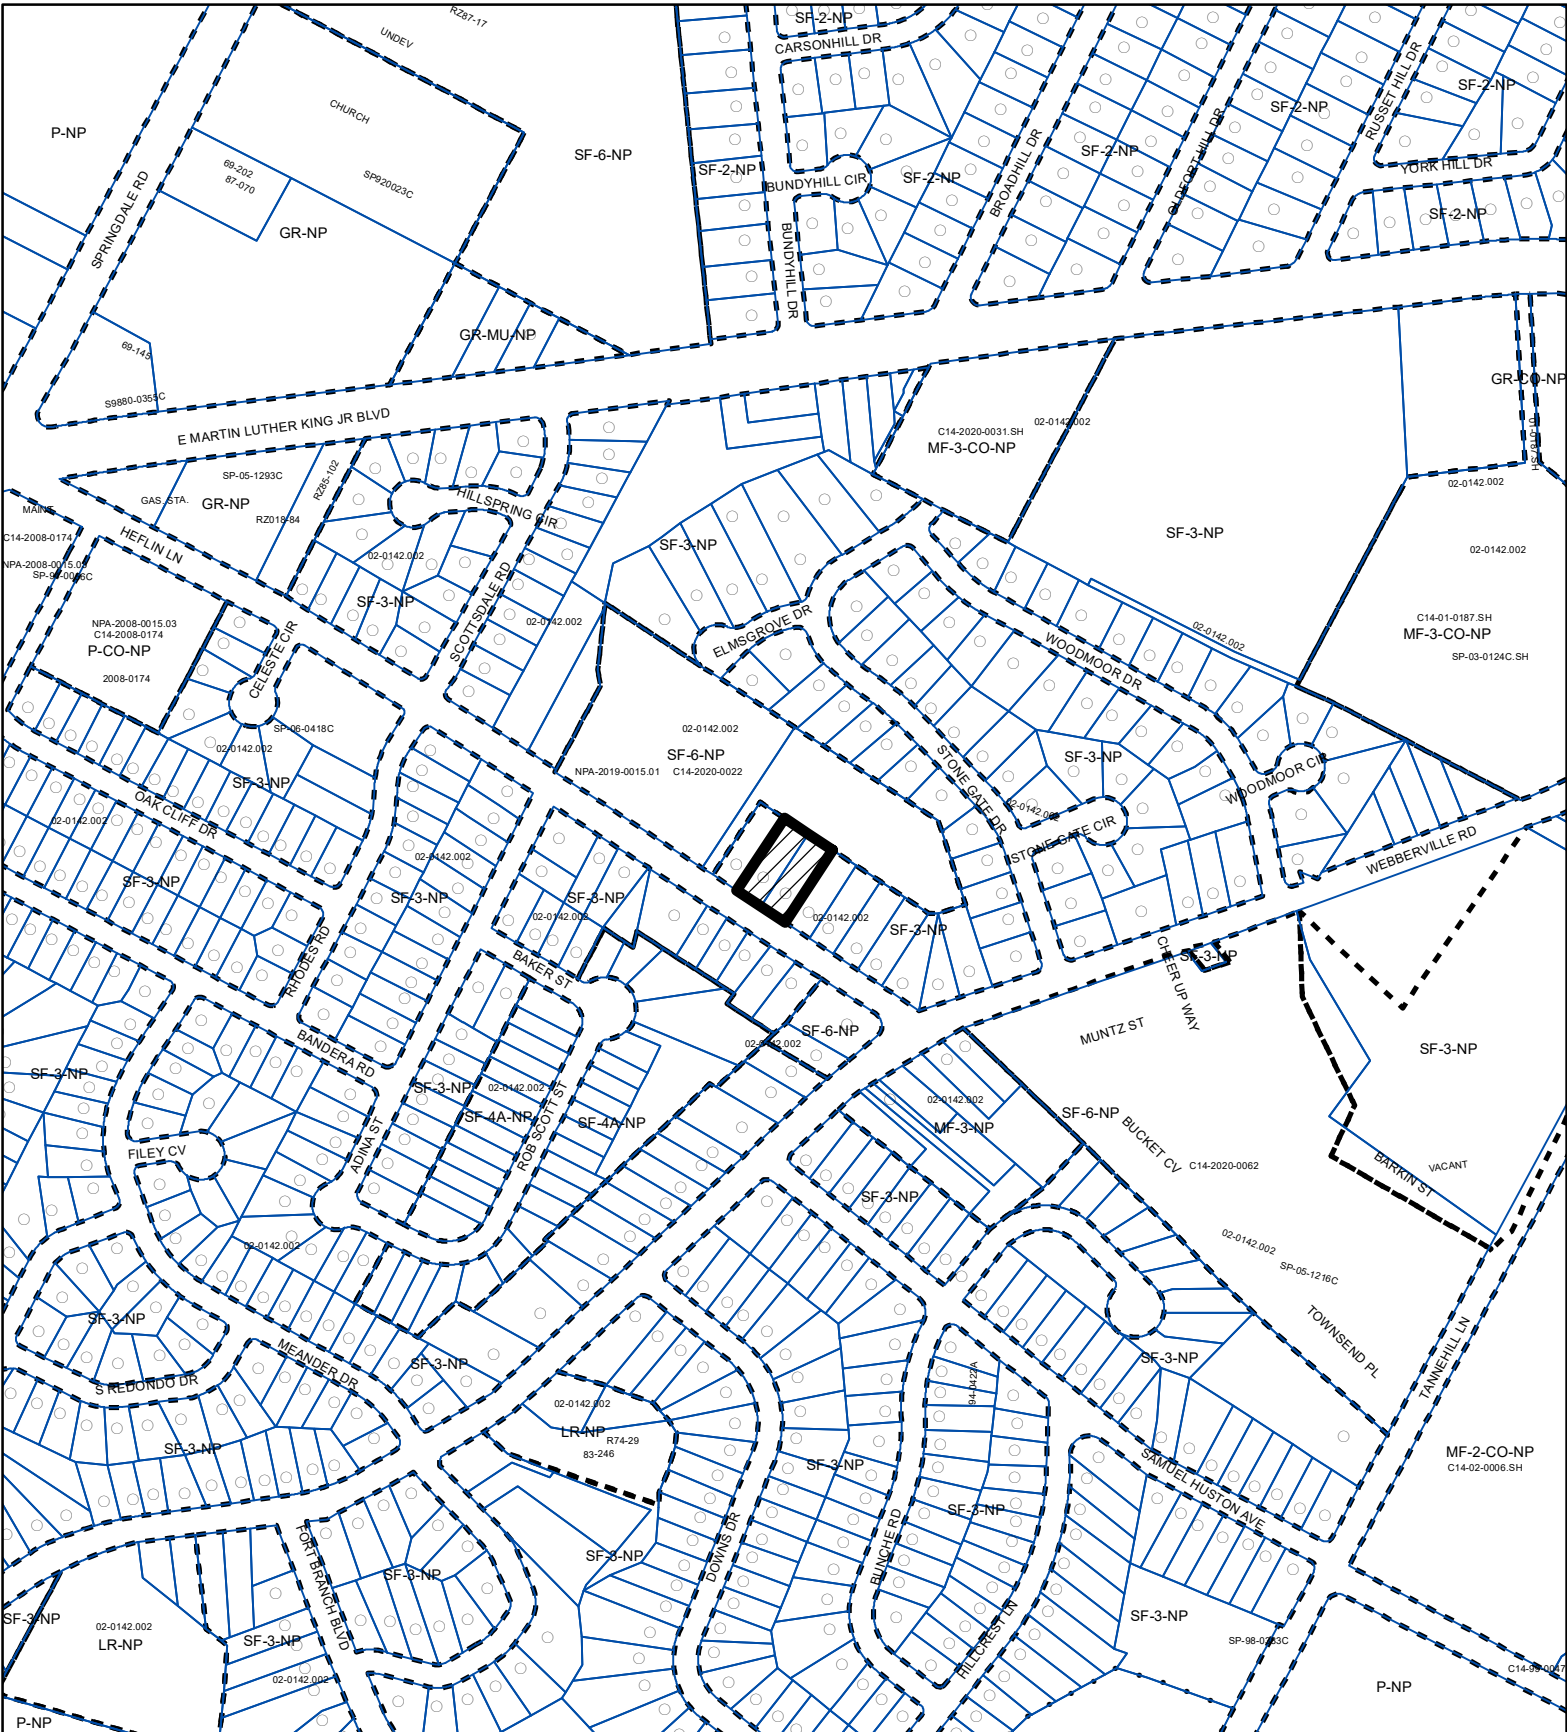 RZ87-17
SF-2-NP
UNDEV
CARSONHILL DR
RUSSET HILL DR
SF-2-NP
CHURCH
SF-2-NP
P-NP
SF-6-NP
SF-2-NP
OLDFORT HILL DR
YORK HILL DR
69-202
87-070
SP920023C
SF-2-NP
BUNDYHILL CIR
SF-2-NP
BROADHILL DR
SPRINGDALE RD
SF-2-NP
GR-NP
BUNDYHILL DR
GR-MU-NP
69-145
GR-CO-NP
S9880-0355C
E MARTIN LUTHER KING JR BLVD
C14-2020-0031.SH
02-0142.002
MF-3-CO-NP
01-0187.SH
SP-05-1293C
RZ85-102
02-0142.002
GAS. STA.
GR-NP
HILLSPRING CIR
MAINT.
RZ018-84
C14-2008-0174
HEFLIN LN
SF-3-NP
SF-3-NP
02-0142.002
02-0142.002
NPA-2008-0015.03
SF-3-NP
SCOTTSDALE RD
NPA-2008-0015.03
C14-2008-0174
P-CO-NP
02-0142.002
ELMSGROVE DR
02-0142.002
C14-01-0187.SH
MF-3-CO-NP
SP-03-0124C.SH
CELESTE CIR
WOODMOOR DR
2008-0174
SP-06-0418C
02-0142.002
02-0142.002
SF-6-NP
NPA-2019-0015.01
C14-2020-0022
STONE GATE DR
SF-3-NP
WOODMOOR CIR
SF-3-NP
OAK CLIFF DR
02-0142.002
02-0142.002
STONE GATE CIR
WEBBERVILLE RD
02-0142.002
SF-3-NP
SF-3-NP
SF-3-NP
02-0142.002
02-0142.002
SF-3-NP
RHODES RD
BAKER ST
CHEER UP WAY
SF-3-NP
MUNTZ ST
SF-6-NP
02-0142.002
BANDERA RD
SF-3-NP
SF-3-NP
SF-3-NP
02-0142.002
SF-4A-NP
SF-4A-NP
02-0142.002
MF-3-NP
SF-6-NP
BUCKET CV
FILEY CV
ADINA ST
ROB SCOTT ST
C14-2020-0062
BARKIN ST
VACANT
SF-3-NP
02-0142.002
02-0142.002
SP-05-1216C
SF-3-NP
MEANDER DR
SF-3-NP
TOWNSEND PL
TANNEHILL LN
SF-3-NP
S REDONDO DR
94-0422A
02-0142.002
LR-NP
R74-29
83-246
SF-3-NP
SF-3-NP
MF-2-CO-NP
C14-02-0006.SH
SAMUEL HUSTON AVE
SF-3-NP
DOWNS DR
BUNCHE RD
SF-3-NP
FORT BRANCH BLVD
SF-3-NP
SF-3-NP
02-0142.002
LR-NP
SF-3-NP
SF-3-NP
HILLCREST LN
SP-98-0233C
02-0142.002
P-NP
P-NP